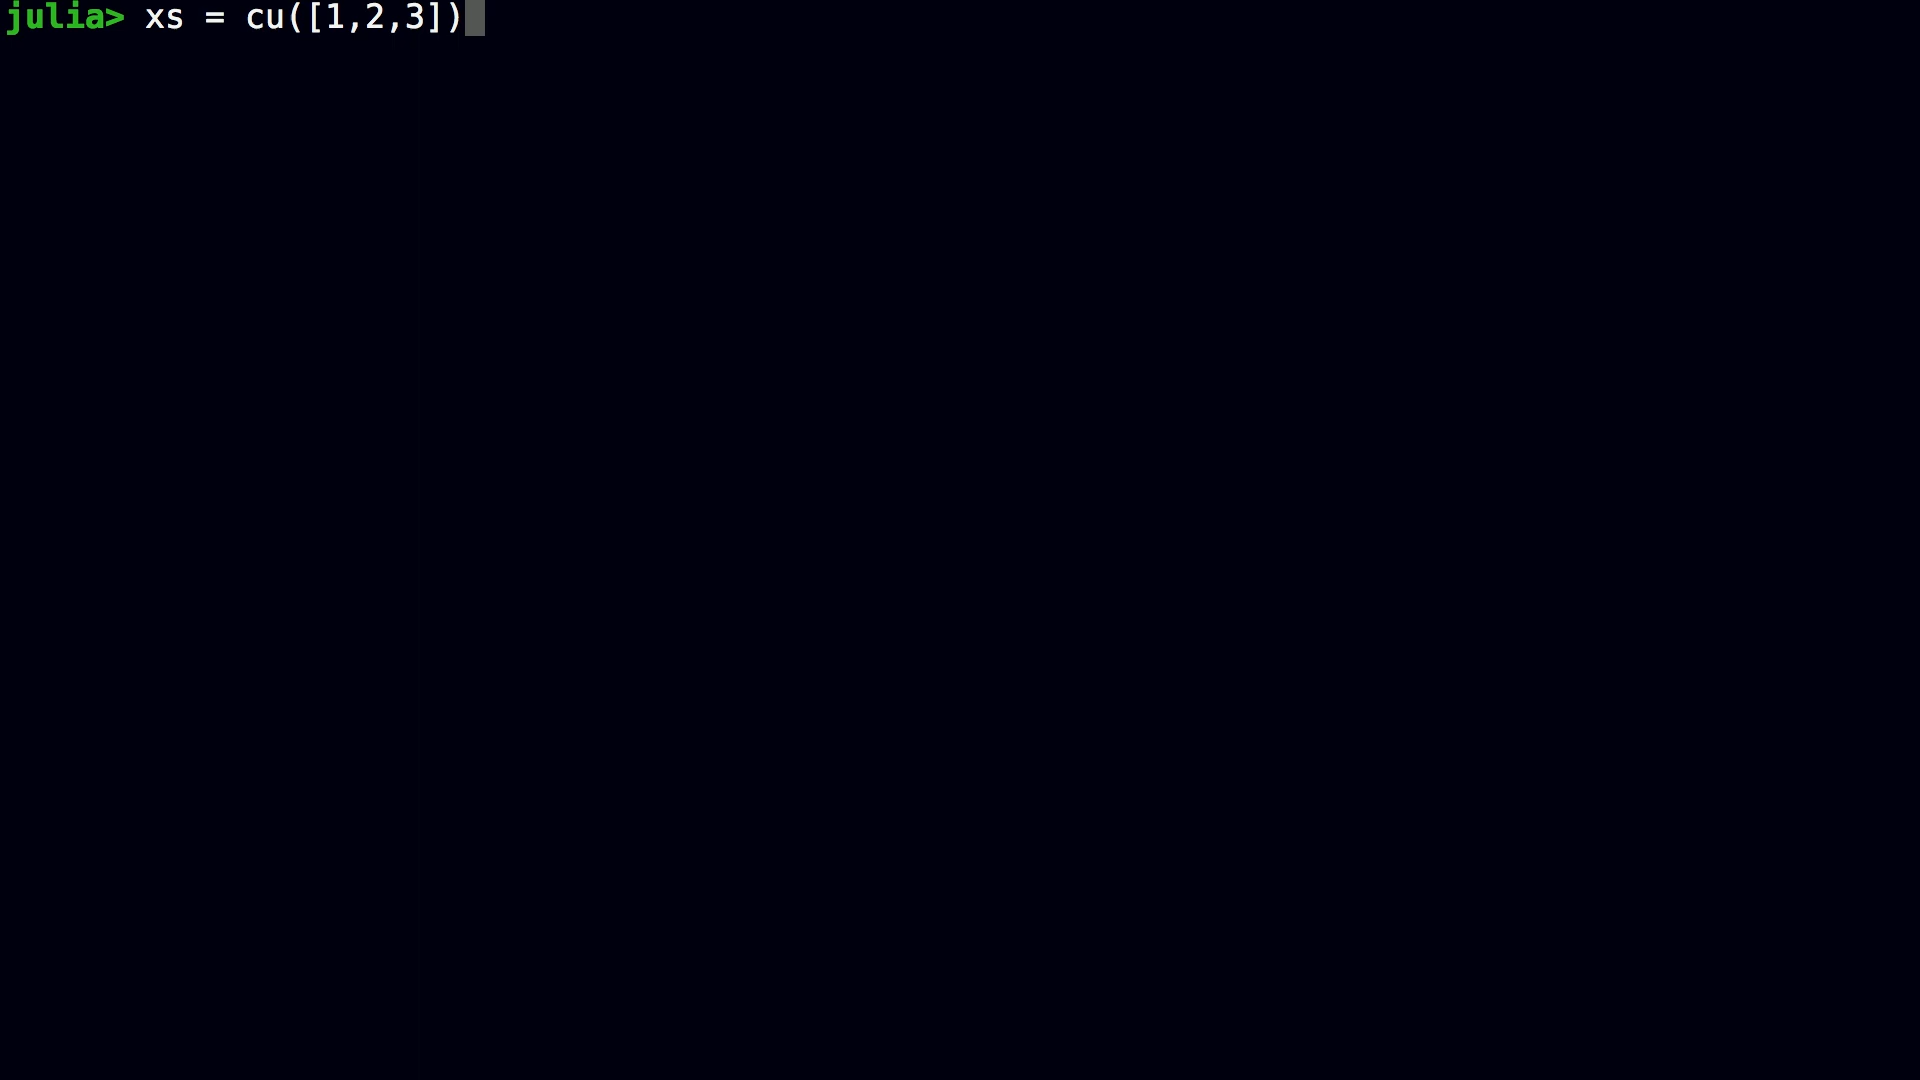 julia> xs = cu([1,2,3])